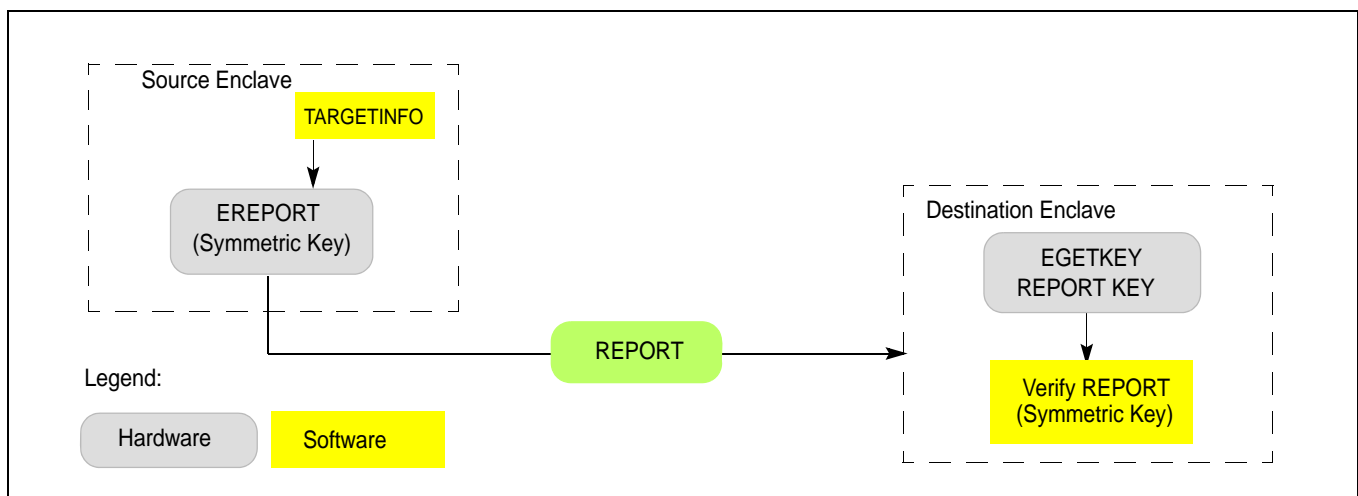 Source Enclave
TARGETINFO
EREPORT
(Symmetric Key)
REPORT
Destination Enclave
EGETKEY
REPORT KEY
Verify REPORT
(Symmetric Key)
Legend:
Hardware
Software